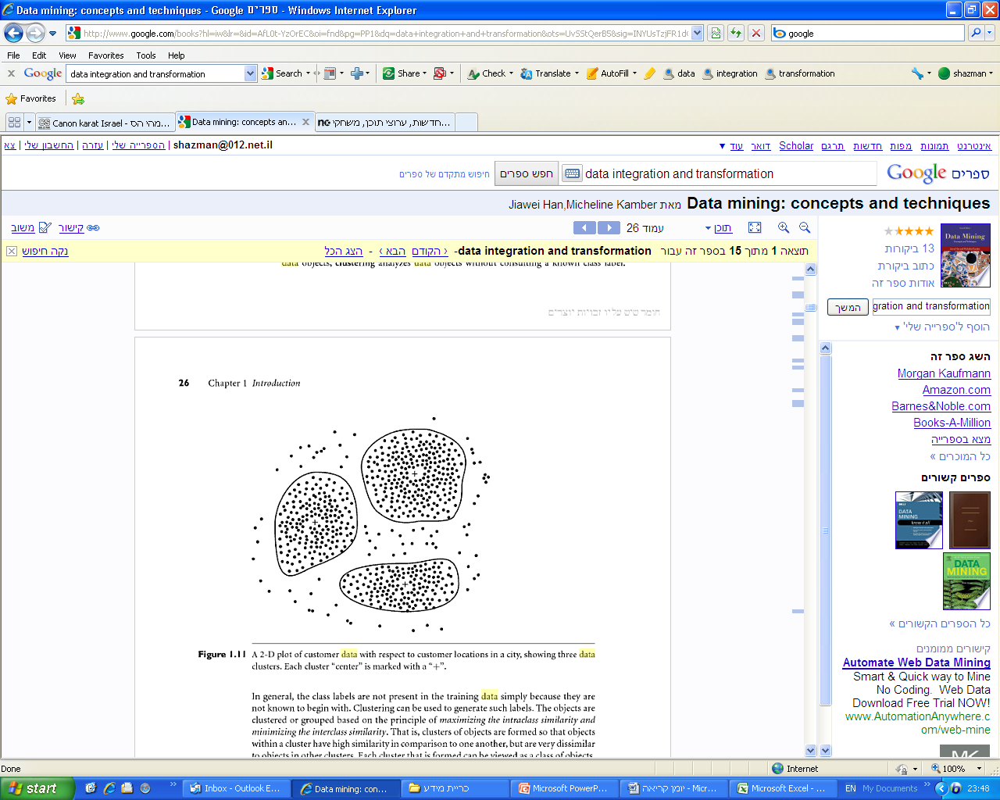 Data mining: concepts and techniques - Google ספרים - Windows Internet Explorer
http://www.google.com/books?hl=iw&lr=&id=AfL0t-YzOrEC&oi=fnd&pg=PP1&dq=data+integration+and+transformation&ots=UvSStQerB5&sig=INYUsTzjFR1d
google
File Edit View Favorites Tools Help
Google data integration and transformation Search Share Check Translate AutoFill data integration transformation shazman
Favorites
Canon karat Israel - מהי הס...
Data mining: concepts an...
חדשות, ערוצי תוכן, משחקי...
אינטרנט תמונות מפות חדשות תרגם Scholar דואר עוד ▼
shazman@012.net.il | הספרייה שלי | עזרה | החשבון שלי | צא
ספרים Google
data integration and transformation
חפש ספרים
חיפוש מתקדם של ספרים
Data mining: concepts and techniques מאת Jiawei Han,Micheline Kamber
תוכן
עמוד 26
קישור
משוב
תוצאה 1 מתוך 15 בספר זה עבור data integration and transformation- ‹ הקודם הבא › - הצג הכל
נקה חיפוש
data objects, clustering analyzes data objects without consulting a known class label.
חומר שיש עליו זכויות יוצרים
26 Chapter 1 Introduction
Figure 1.11 A 2-D plot of customer data with respect to customer locations in a city, showing three data
clusters. Each cluster “center” is marked with a “+”.
In general, the class labels are not present in the training data simply because they are
not known to begin with. Clustering can be used to generate such labels. The objects are
clustered or grouped based on the principle of maximizing the intraclass similarity and
minimizing the interclass similarity. That is, clusters of objects are formed so that objects
within a cluster have high similarity in comparison to one another, but are very dissimilar
to objects in other clusters. Each cluster that is formed can be viewed as a class of objects,
Data Mining
13 ביקורות
כתוב ביקורת
אודות ספר זה
gration and transformation
המשך
הוסף ל'ספרייה שלי' ▼
השג ספר זה
Morgan Kaufmann
Amazon.com
Barnes&Noble.com
Books-A-Million
מצא בספרייה
כל המוכרים »
ספרים קשורים
DATA
MINING
know it all
DATA
MINING
כל הספרים הקשורים »
קישורים ממומנים
Automate Web Data Mining
Smart & Quick way to Mine
No Coding. Web Data
Download Free Trial NOW!
www.AutomationAnywhere.c
om/web-mine
Done
Internet
100%
start
Inbox - Outlook E...
Data mining: con...
כריית מידע
Microsoft PowerP...
יומן קריאה - Micr...
Microsoft Excel - ...
EN
My Documents
23:48